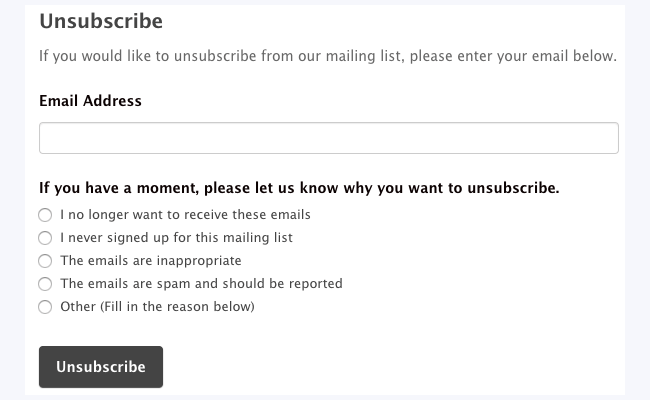 Unsubscribe
If you would like to unsubscribe from our mailing list, please enter your email below.
Email Address
If you have a moment, please let us know why you want to unsubscribe.
I no longer want to receive these emails
I never signed up for this mailing list
The emails are inappropriate
The emails are spam and should be reported
Other (Fill in the reason below)
Unsubscribe